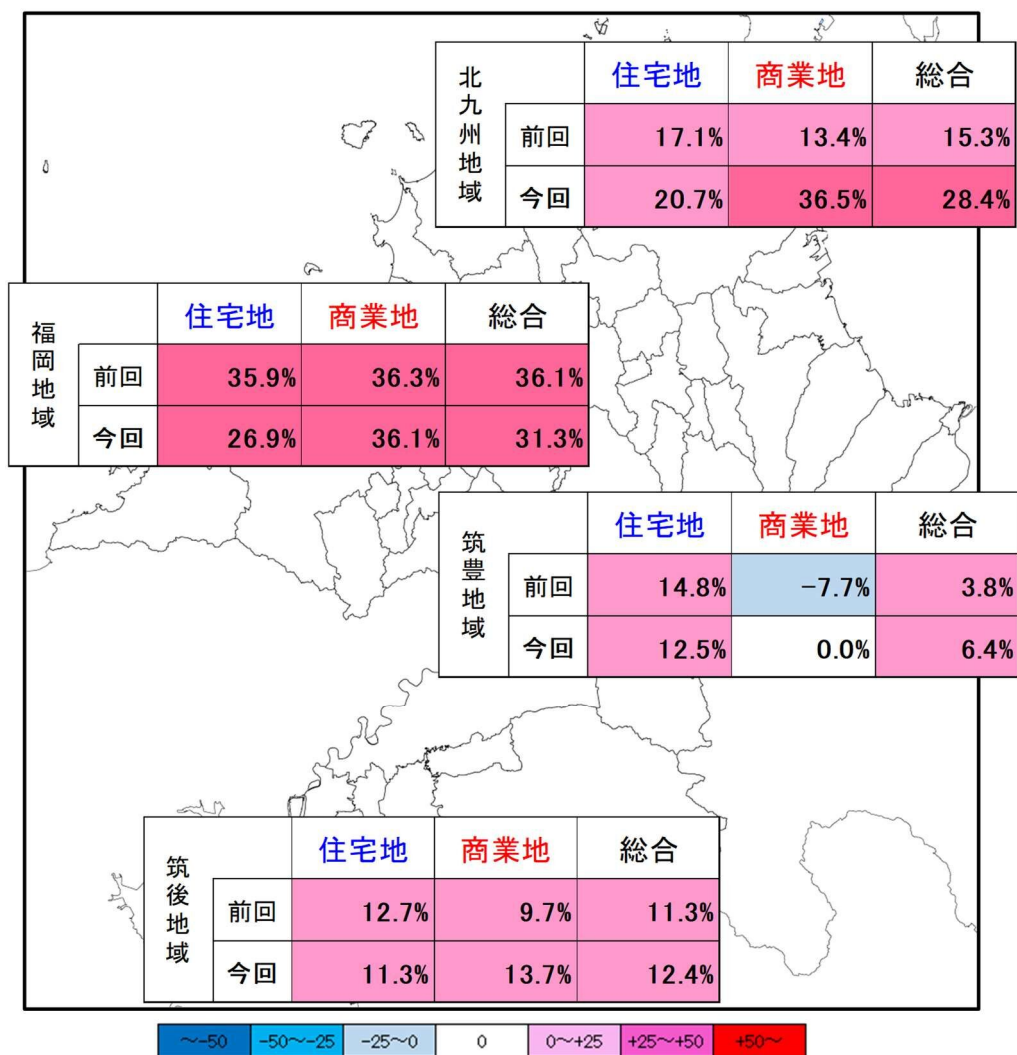 北九州地域
住宅地 商業地 総合
前回 17.1% 13.4% 15.3%
今回 20.7% 36.5% 28.4%
福岡地域
住宅地 商業地 総合
前回 35.9% 36.3% 36.1%
今回 26.9% 36.1% 31.3%
筑豊地域
住宅地 商業地 総合
前回 14.8% -7.7% 3.8%
今回 12.5% 0.0% 6.4%
筑後地域
住宅地 商業地 総合
前回 12.7% 9.7% 11.3%
今回 11.3% 13.7% 12.4%
～-50 -50～-25 -25～0 0 0～+25 +25～+50 +50～